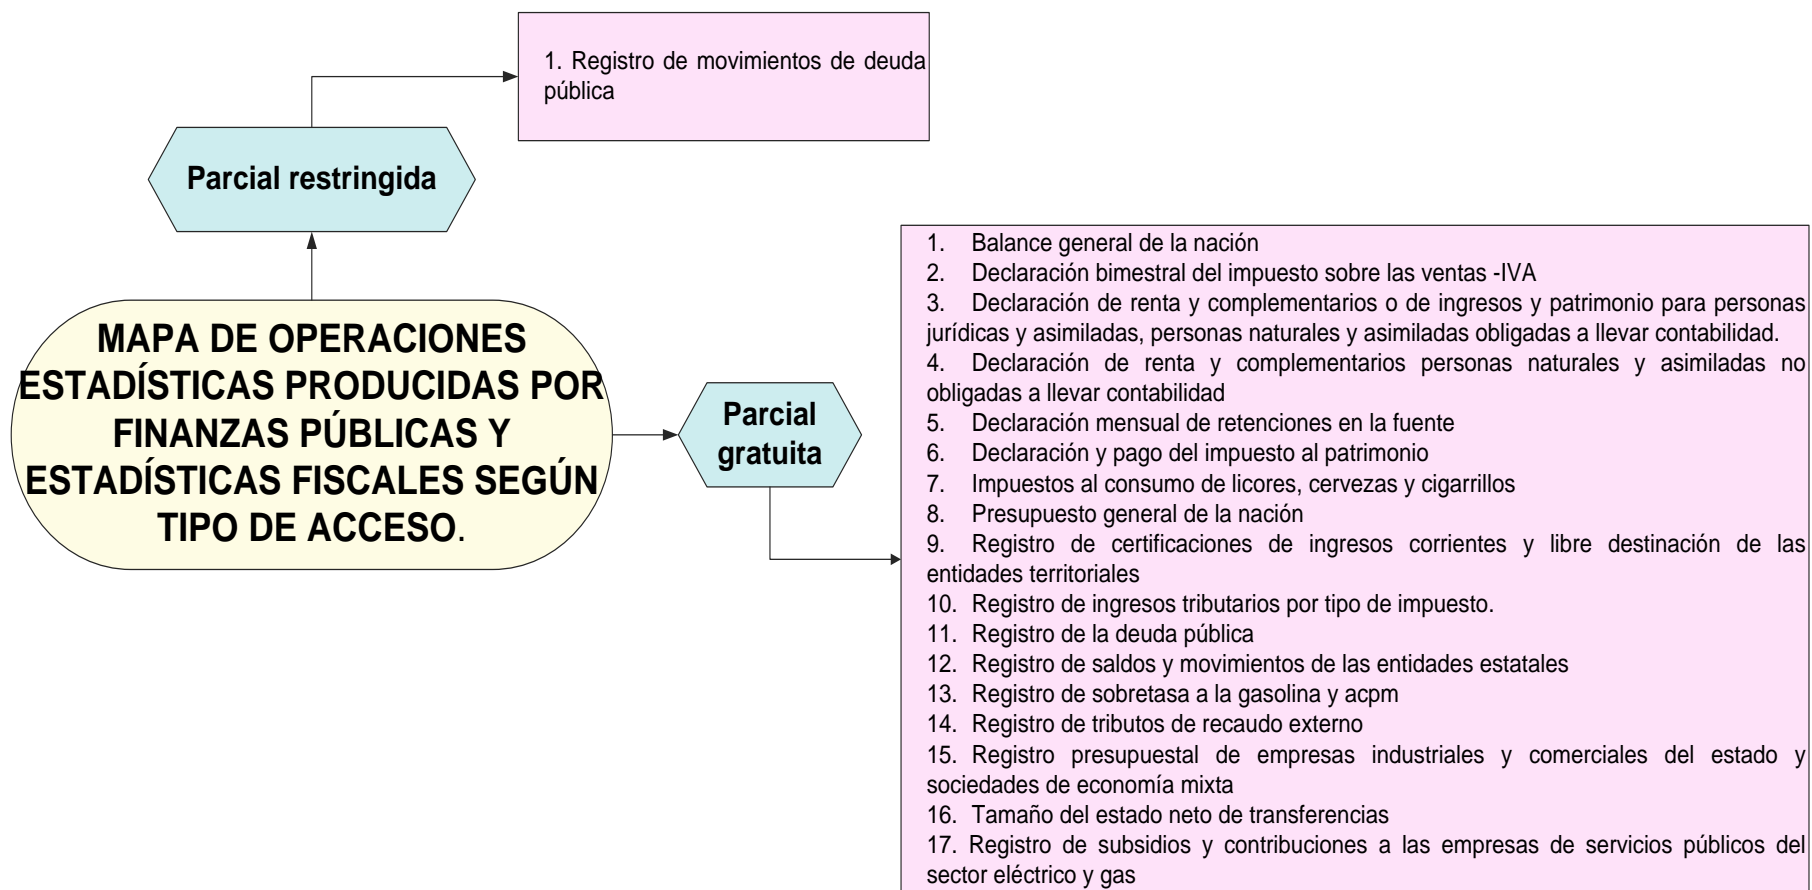 1. Registro de movimientos de deuda
pública
Parcial restringida
MAPA DE OPERACIONES
ESTADÍSTICAS PRODUCIDAS POR
FINANZAS PÚBLICAS Y
ESTADÍSTICAS FISCALES SEGÚN
TIPO DE ACCESO.
Parcial
gratuita
1. Balance general de la nación
2. Declaración bimestral del impuesto sobre las ventas -IVA
3. Declaración de renta y complementarios o de ingresos y patrimonio para personas
jurídicas y asimiladas, personas naturales y asimiladas obligadas a llevar contabilidad.
4. Declaración de renta y complementarios personas naturales y asimiladas no
obligadas a llevar contabilidad
5. Declaración mensual de retenciones en la fuente
6. Declaración y pago del impuesto al patrimonio
7. Impuestos al consumo de licores, cervezas y cigarrillos
8. Presupuesto general de la nación
9. Registro de certificaciones de ingresos corrientes y libre destinación de las
entidades territoriales
10. Registro de ingresos tributarios por tipo de impuesto.
11. Registro de la deuda pública
12. Registro de saldos y movimientos de las entidades estatales
13. Registro de sobretasa a la gasolina y acpm
14. Registro de tributos de recaudo externo
15. Registro presupuestal de empresas industriales y comerciales del estado y
sociedades de economía mixta
16. Tamaño del estado neto de transferencias
17. Registro de subsidios y contribuciones a las empresas de servicios públicos del
sector eléctrico y gas